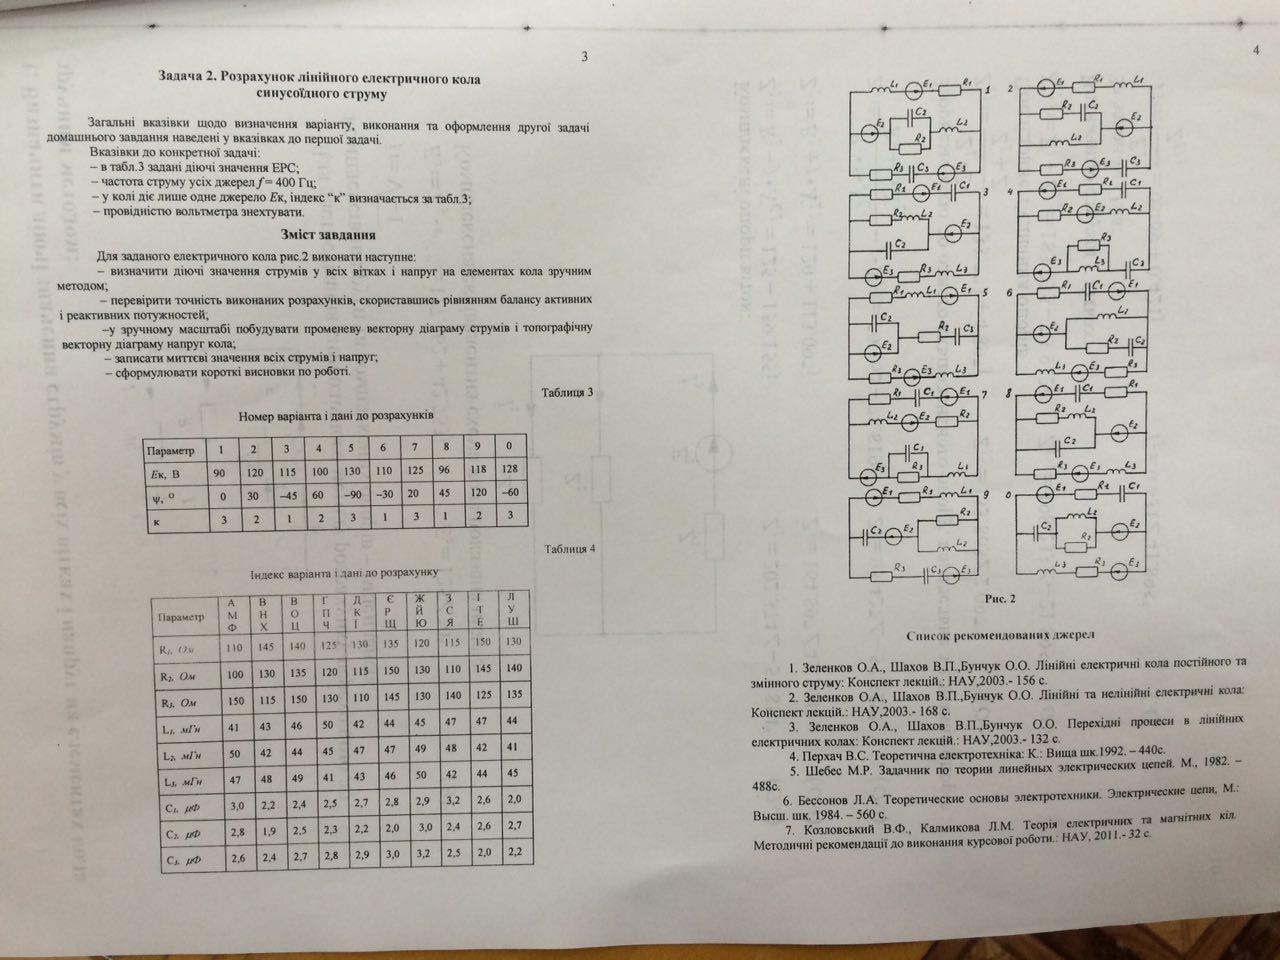 3
Задача 2. Розрахунок лінійного електричного кола
синусоїдного струму
Загальні вказівки щодо визначення варіанту, виконання та оформлення другої задачі
домашнього завдання наведені у вказівках до першої задачі.
Вказівки до конкретної задачі:
– в табл.3 задані діючі значення ЕРС;
– частота струму усіх джерел f = 400 Гц;
– у колі діє лише одне джерело Eк, індекс “к” визначається за табл.3;
– провідністю вольтметра знехтувати.
Зміст завдання
Для заданого електричного кола рис.2 виконати наступне:
– визначити діючі значення струмів у всіх вітках і напруг на елементах кола зручним
методом;
– перевірити точність виконаних розрахунків, скориставшись рівнянням балансу активних
і реактивних потужностей;
–у зручному масштабі побудувати променеву векторну діаграму струмів і топографічну
векторну діаграму напруг кола;
– записати миттєві значення всіх струмів і напруг;
– сформулювати короткі висновки по роботі.
Таблиця 3
Номер варіанта і дані до розрахунків
Параметр 1 2 3 4 5 6 7 8 9 0
Eк, В 90 120 115 100 130 110 125 96 118 128
ψ, ° 0 30 –45 60 –90 –30 20 45 120 –60
к 3 2 1 2 3 1 3 1 2 3
Таблиця 4
Індекс варіанта і дані до розрахунку
А В В Г Д Є Ж З І Л
Параметр М Н О П К Р Й С Т У
Ф Х Ц Ч І Щ Ю Я Е Ш
R1, Ом 110 145 140 125 130 135 120 115 150 130
R2, Ом 100 130 135 120 115 150 130 110 145 140
R3, Ом 150 115 150 130 110 145 130 140 125 135
L1, мГн 41 43 46 50 42 44 45 47 47 44
L2, мГн 50 42 44 45 47 47 49 48 42 41
L3, мГн 47 48 49 41 43 46 50 42 44 45
C1, μФ 3,0 2,2 2,4 2,5 2,7 2,8 2,9 3,2 2,6 2,0
C2, μФ 2,8 1,9 2,5 2,3 2,2 2,0 3,0 2,4 2,6 2,7
C3, μФ 2,6 2,4 2,7 2,8 2,9 3,0 3,2 2,5 2,0 2,2
4
L1 E1 R1 1
C2
E2 L2
R2
R3 C3 E3
2 E1 R1 L1
R2 C2
E2
L2
R3 E3 C3
R1 E1 C1 3
R2 L2
E2
C2
E3 R3 L3
4 E1 R1 C1
R2 E2 L2
R3
E3 L3 C3
R1 L1 E1 5
C2
R2 C3
E2
R3 E3 L3
6 R1 C1 E1
L2
E2
R2 C2
L3 E3 R3
R1 C1 E1 7
L2 E2 R2
C1
E3 R3 L1
8 E1 C1 R1
R2 L2
E2
C2
R3 E3 L3
E1 R1 L1 9
R2
C2 E2
L2
R3 C3 E3
0 E1 R1 C1
L2
C2 E2
R2
L3 R3 E3
Рис. 2
Список рекомендованих джерел
1. Зеленков О.А., Шахов В.П.,Бунчук О.О. Лінійні електричні кола постійного та
змінного струму: Конспект лекцій.: НАУ,2003.- 156 с.
2. Зеленков О.А., Шахов В.П.,Бунчук О.О. Лінійні та нелінійні електричні кола:
Конспект лекцій.: НАУ,2003.- 168 с.
3. Зеленков О.А., Шахов В.П.,Бунчук О.О. Перехідні процеси в лінійних
електричних колах: Конспект лекцій.: НАУ,2003.- 132 с.
4. Перхач В.С. Теоретична електротехніка: К.: Вища шк.1992. – 440с.
5. Шебес М.Р. Задачник по теории линейных электрических цепей. М., 1982. –
488с.
6. Бессонов Л.А. Теоретические основы электротехники. Электрические цепи, М.:
Высш. шк. 1984. – 560 с.
7. Козловський В.Ф., Калмикова Л.М. Теорія електричних та магнітних кіл.
Методичні рекомендації до виконання курсової роботи.: НАУ, 2011.- 32 с.